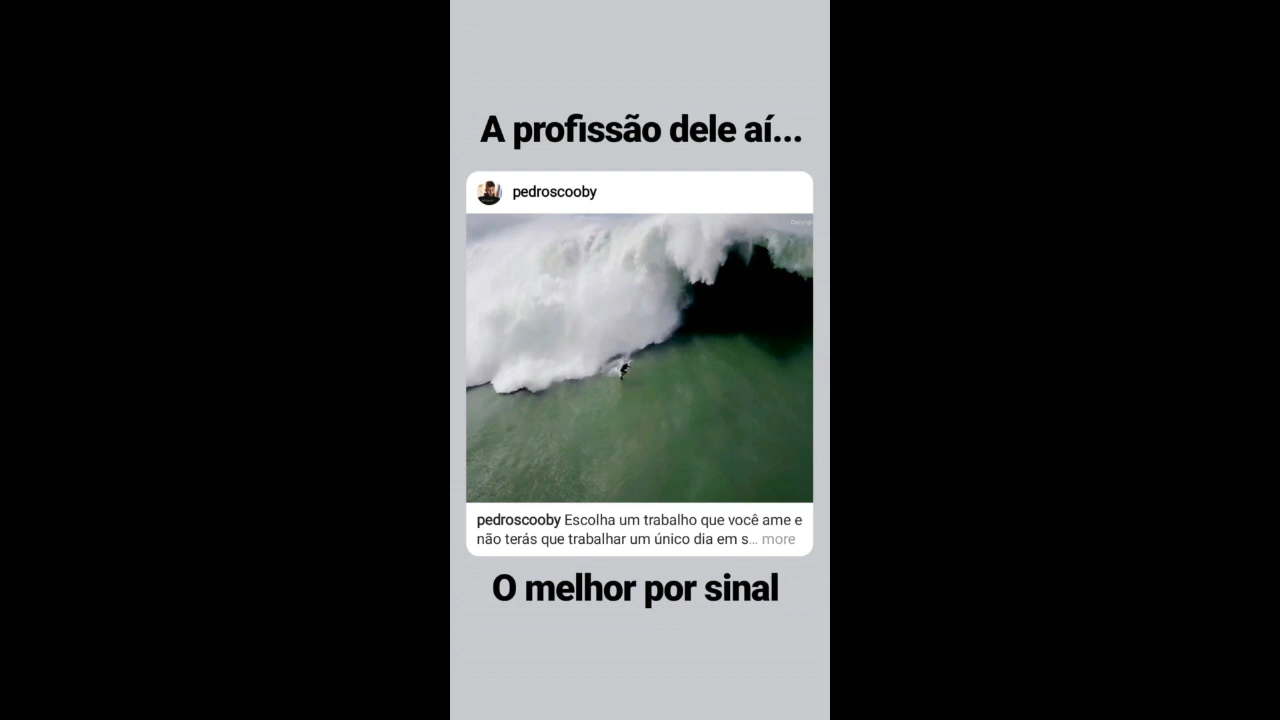 A profissão dele aí...
pedroscooby
pedroscooby Escolha um trabalho que você ame e
não terás que trabalhar um único dia em s... more
O melhor por sinal